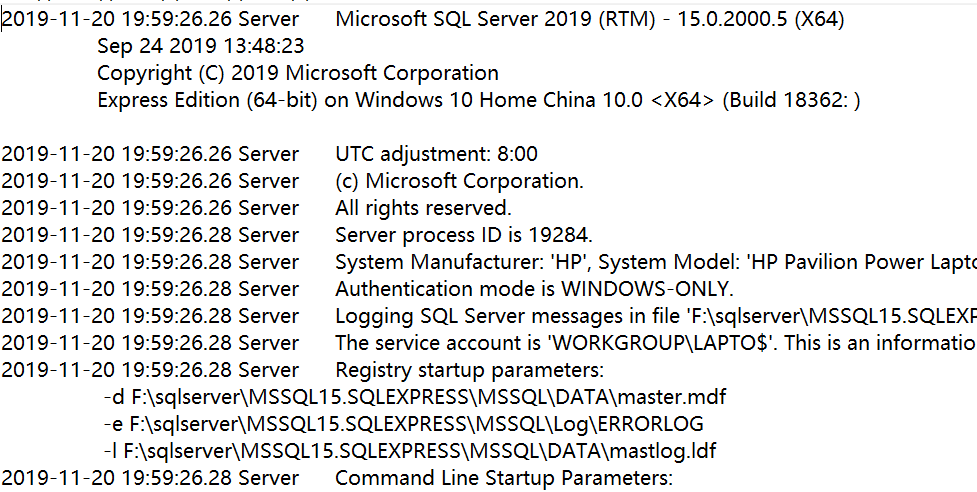 2019-11-20 19:59:26.26 Server Microsoft SQL Server 2019 (RTM) - 15.0.2000.5 (X64)
Sep 24 2019 13:48:23
Copyright (C) 2019 Microsoft Corporation
Express Edition (64-bit) on Windows 10 Home China 10.0 <X64> (Build 18362: )
2019-11-20 19:59:26.26 Server UTC adjustment: 8:00
2019-11-20 19:59:26.26 Server (c) Microsoft Corporation.
2019-11-20 19:59:26.26 Server All rights reserved.
2019-11-20 19:59:26.28 Server Server process ID is 19284.
2019-11-20 19:59:26.28 Server System Manufacturer: 'HP', System Model: 'HP Pavilion Power Lapto
2019-11-20 19:59:26.28 Server Authentication mode is WINDOWS-ONLY.
2019-11-20 19:59:26.28 Server Logging SQL Server messages in file 'F:\sqlserver\MSSQL15.SQLEXP
2019-11-20 19:59:26.28 Server The service account is 'WORKGROUP\LAPTO$'. This is an informatio
2019-11-20 19:59:26.28 Server Registry startup parameters:
-d F:\sqlserver\MSSQL15.SQLEXPRESS\MSSQL\DATA\master.mdf
-e F:\sqlserver\MSSQL15.SQLEXPRESS\MSSQL\Log\ERRORLOG
-l F:\sqlserver\MSSQL15.SQLEXPRESS\MSSQL\DATA\mastlog.ldf
2019-11-20 19:59:26.28 Server Command Line Startup Parameters: